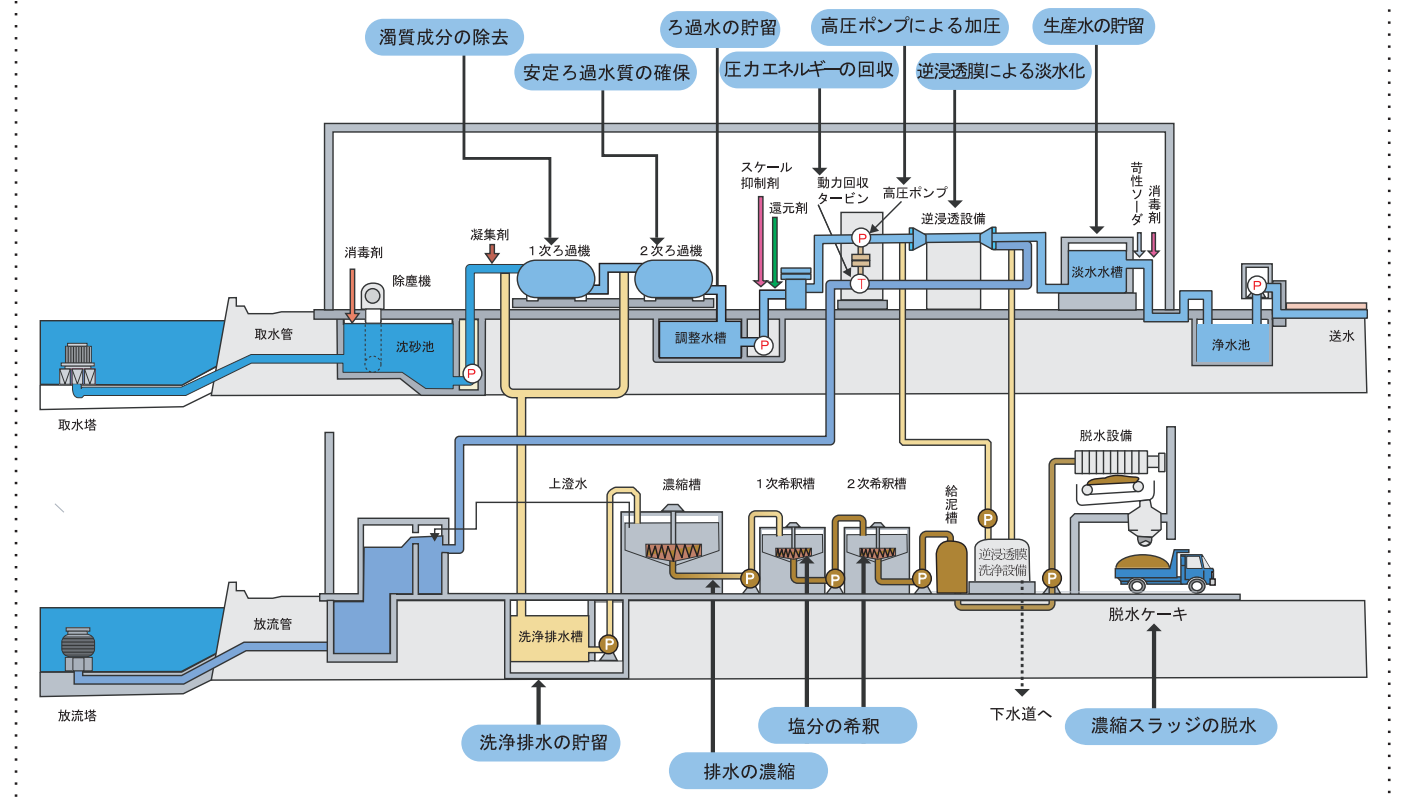 濁質成分の除去
安定ろ過水質の確保
ろ過水の貯留
圧力エネルギーの回収
高圧ポンプによる加圧
逆浸透膜による淡水化
生産水の貯留
スケール
抑制剤
還元剤
動力回収
タービン
高圧ポンプ
逆浸透設備
苛性ソーダ
消毒剤
消毒剤
除塵機
凝集剤
1次ろ過機
2次ろ過機
取水管
沈砂池
調整水槽
淡水水槽
浄水池
送水
P
P
P
T
P
取水塔
上澄水
濃縮槽
1次希釈槽
2次希釈槽
給泥槽
脱水設備
逆浸透膜
洗浄設備
P
P
P
P
P
P
P
放流管
洗浄排水槽
脱水ケーキ
放流塔
下水道へ
洗浄排水の貯留
排水の濃縮
塩分の希釈
濃縮スラッジの脱水